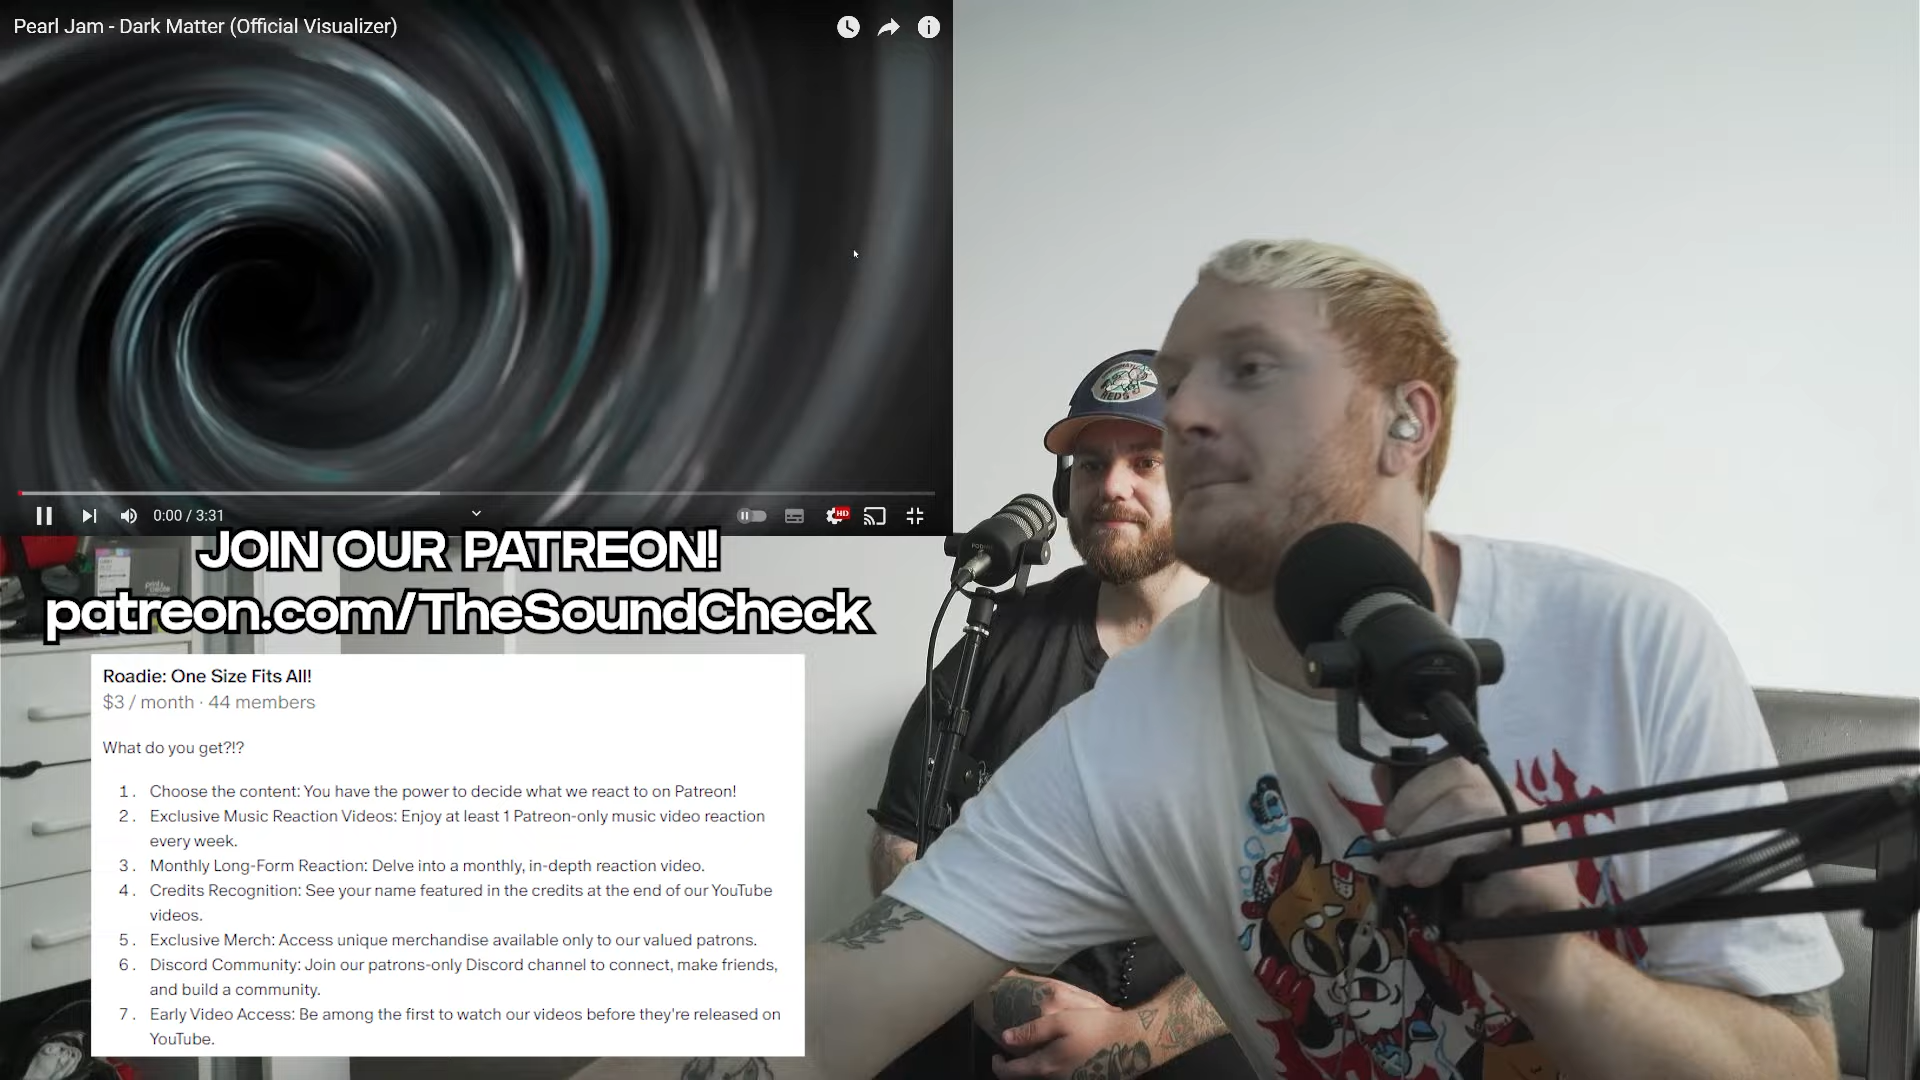 Pearl Jam - Dark Matter (Official Visualizer)
HD
0:00 / 3:31
JOIN OUR PATREON!
patreon.com/TheSoundCheck
REDS
Roadie: One Size Fits All!
$3 / month · 44 members
What do you get?!?
1. Choose the content: You have the power to decide what we react to on Patreon!
2. Exclusive Music Reaction Videos: Enjoy at least 1 Patreon-only music video reaction
every week.
3. Monthly Long-Form Reaction: Delve into a monthly, in-depth reaction video.
4. Credits Recognition: See your name featured in the credits at the end of our YouTube
videos.
5. Exclusive Merch: Access unique merchandise available only to our valued patrons.
6. Discord Community: Join our patrons-only Discord channel to connect, make friends,
and build a community.
7. Early Video Access: Be among the first to watch our videos before they're released on
YouTube.